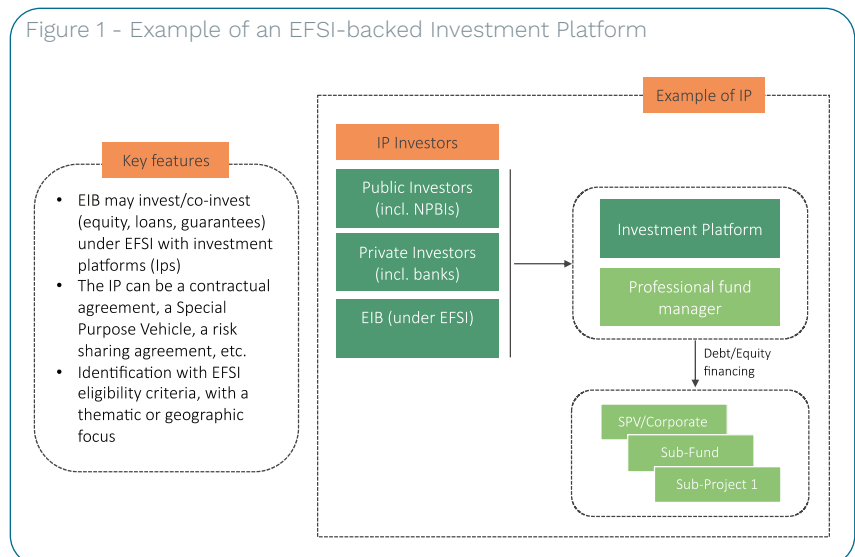 Figure 1 - Example of an EFSI-backed Investment Platform
Key features
• EIB may invest/co-invest
(equity, loans, guarantees)
under EFSI with investment
platforms (Ips)
• The IP can be a contractual
agreement, a Special
Purpose Vehicle, a risk
sharing agreement, etc.
• Identification with EFSI
eligibility criteria, with a
thematic or geographic
focus
Example of IP
IP Investors
Public Investors
(incl. NPBIs)
Private Investors
(incl. banks)
EIB (under EFSI)
Investment Platform
Professional fund
manager
Debt/Equity
financing
SPV/Corporate
Sub-Fund
Sub-Project 1